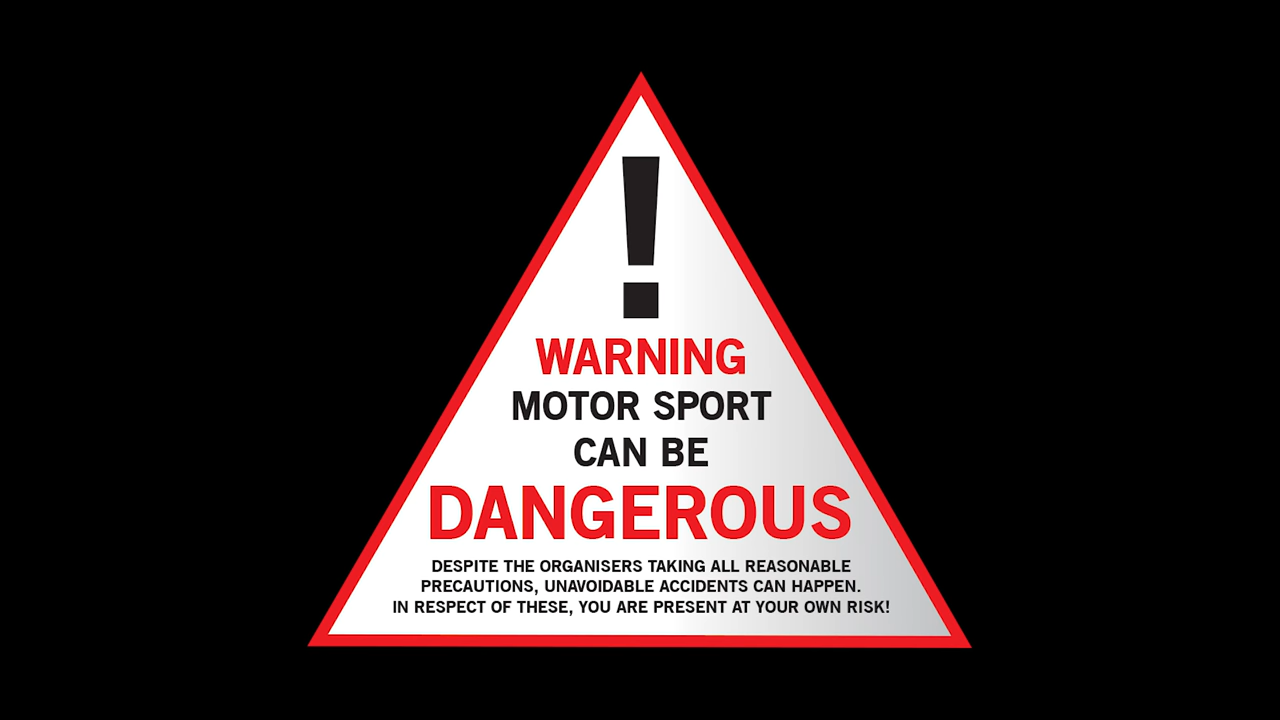 !
WARNING
MOTOR SPORT
CAN BE
DANGEROUS
DESPITE THE ORGANISERS TAKING ALL REASONABLE
PRECAUTIONS, UNAVOIDABLE ACCIDENTS CAN HAPPEN.
IN RESPECT OF THESE, YOU ARE PRESENT AT YOUR OWN RISK!